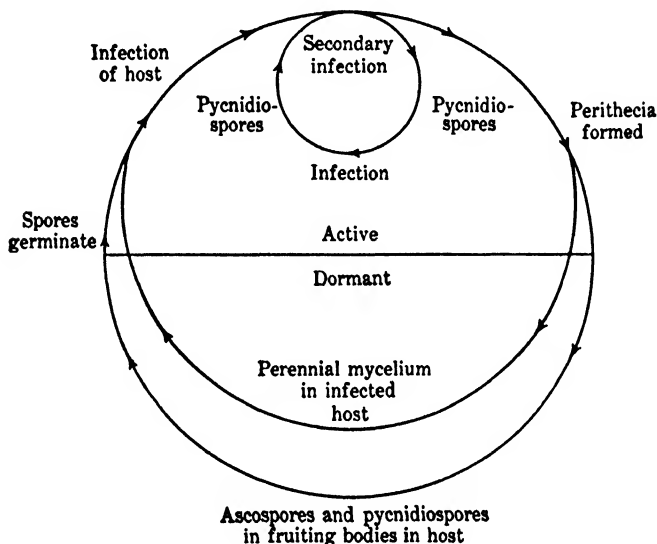 Secondary
infection
Infection
of host
Pycnidio-
spores
Pycnidio-
spores
Perithecia
formed
Infection
Spores
germinate
Active
Dormant
Perennial mycelium
in infected
host
Ascospores and pycnidiospores
in fruiting bodies in host